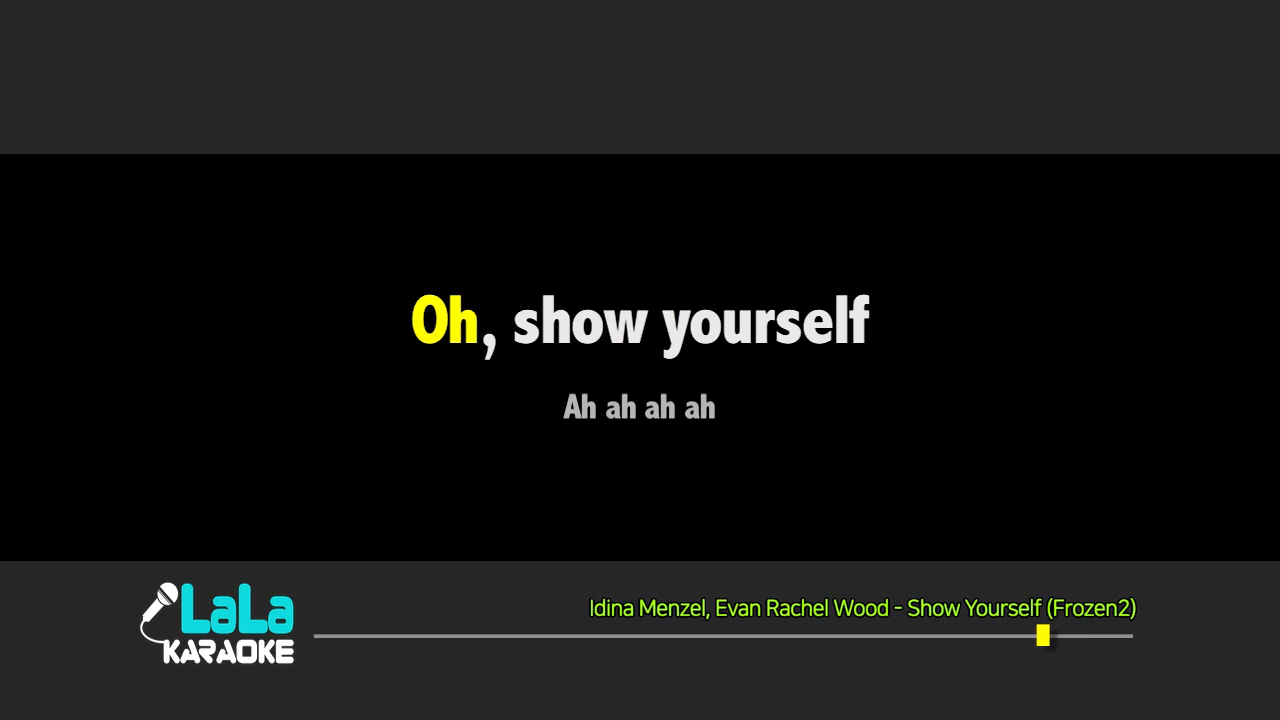 Oh, show yourself
Ah ah ah ah
Idina Menzel, Evan Rachel Wood - Show Yourself (Frozen2)
LaLa
KARAOKE